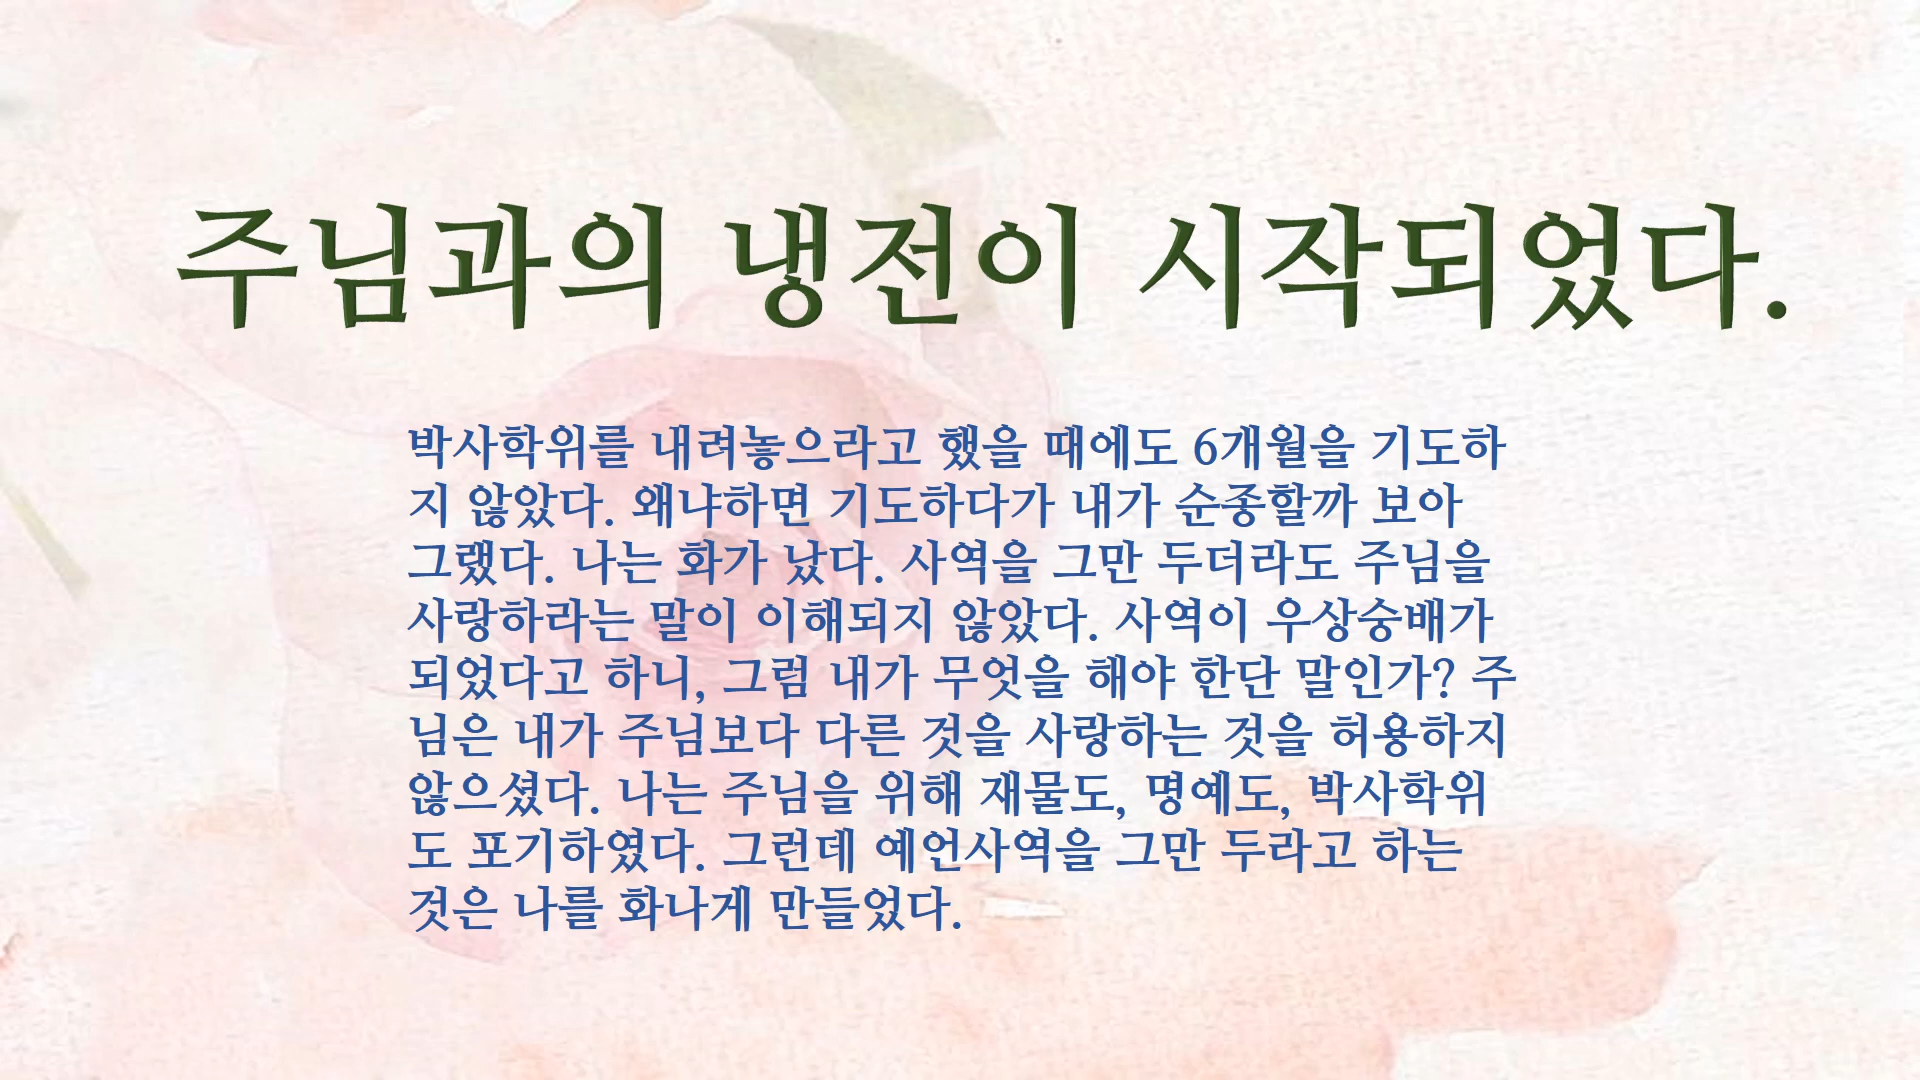 주님과의 냉전이 시작되었다.
박사학위를 내려놓으라고 했을 때에도 6개월을 기도하
지 않았다. 왜냐하면 기도하다가 내가 순종할까 보아
그랬다. 나는 화가 났다. 사역을 그만 두더라도 주님을
사랑하라는 말이 이해되지 않았다. 사역이 우상숭배가
되었다고 하니, 그럼 내가 무엇을 해야 한단 말인가? 주
님은 내가 주님보다 다른 것을 사랑하는 것을 허용하지
않으셨다. 나는 주님을 위해 재물도, 명예도, 박사학위
도 포기하였다. 그런데 예언사역을 그만 두라고 하는
것은 나를 화나게 만들었다.